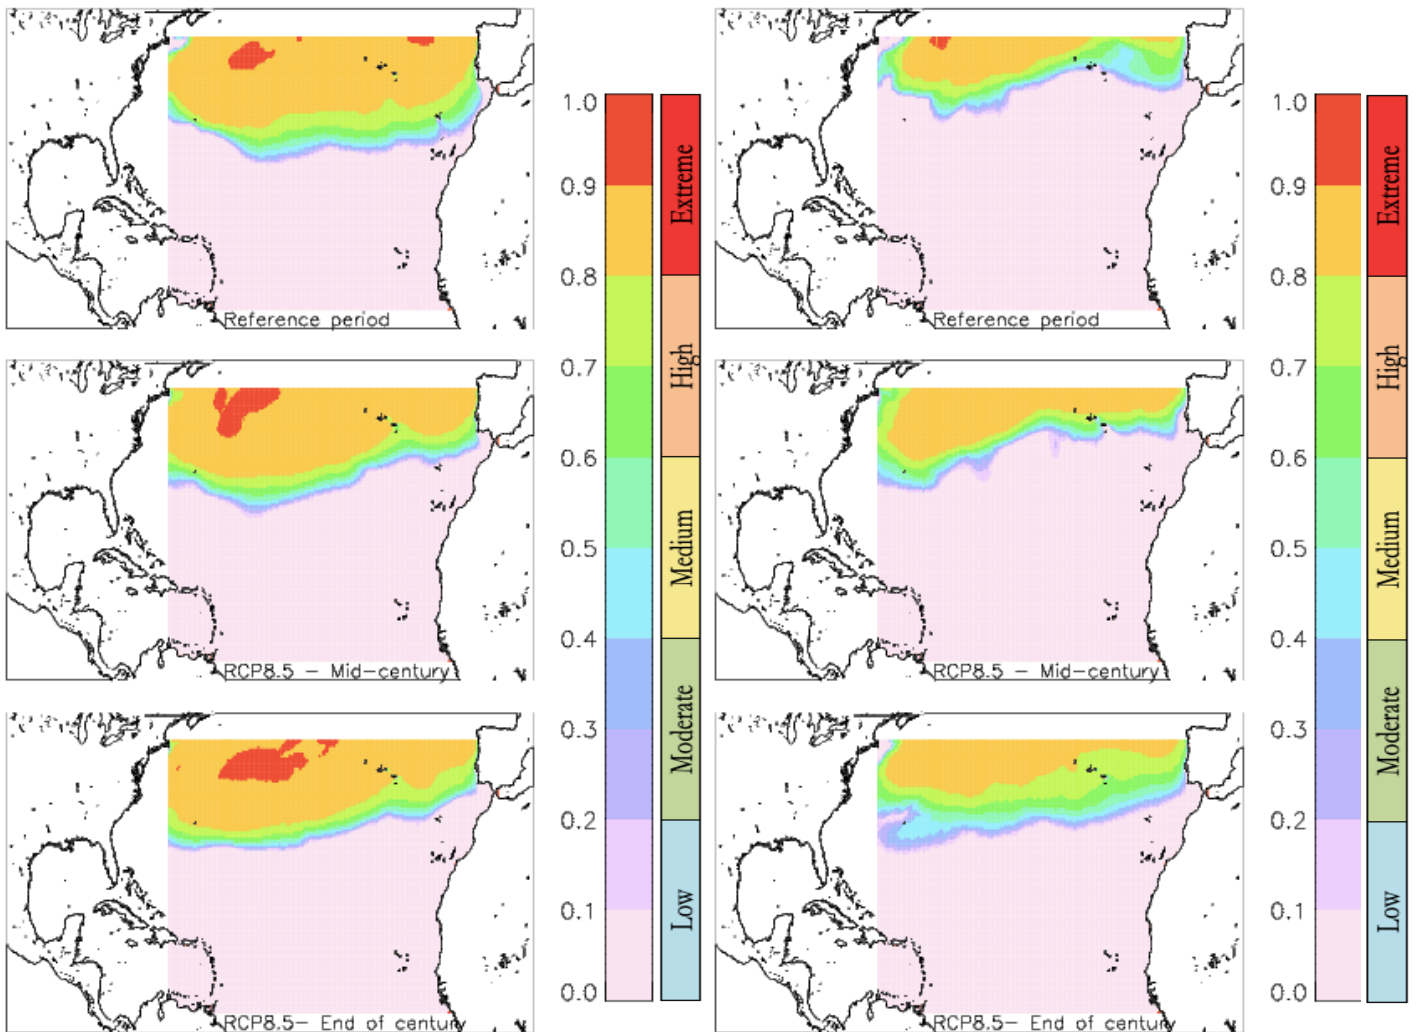 Reference period
RCP8.5 - Mid-century
RCP8.5- End of century
1.0
0.9
0.8
0.7
0.6
0.5
0.4
0.3
0.2
0.1
0.0
Extreme
High
Medium
Moderate
Low
Reference period
RCP8.5 - Mid-century
RCP8.5- End of century
1.0
0.9
0.8
0.7
0.6
0.5
0.4
0.3
0.2
0.1
0.0
Extreme
High
Medium
Moderate
Low